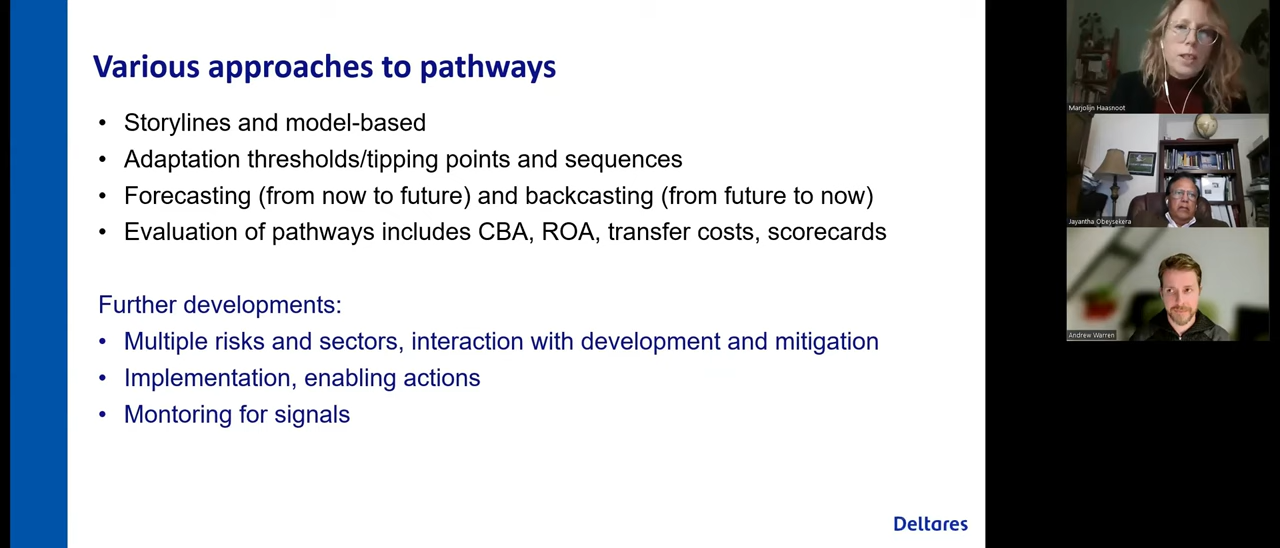 Various approaches to pathways
• Storylines and model-based
• Adaptation thresholds/tipping points and sequences
• Forecasting (from now to future) and backcasting (from future to now)
• Evaluation of pathways includes CBA, ROA, transfer costs, scorecards
Further developments:
• Multiple risks and sectors, interaction with development and mitigation
• Implementation, enabling actions
• Montoring for signals
Deltares
Marjolijn Haasnoot
Jayantha Obeysekera
Andrew Warren